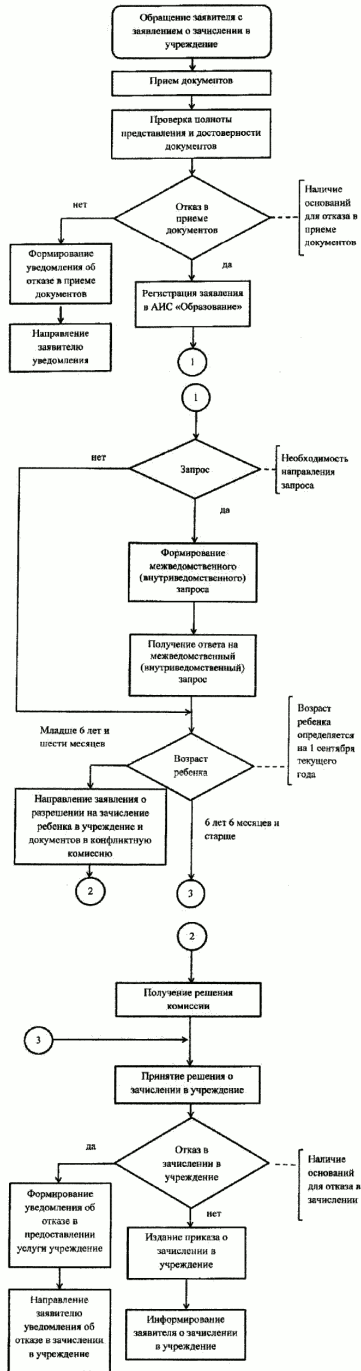 Обращение заявителя с
заявлением о зачислении в
учреждение
Прием документов
Проверка полноты
представления и достоверности
документов
Отказ в
приеме
документов
Наличие
оснований
для отказа в
приеме
документов
нет
Формирование
уведомления об
отказе в приеме
документов
да
Регистрация заявления
в АИС «Образование»
Направление
заявителю
уведомления
1
1
Запрос
Необходимость
направления
запроса
нет
да
Формирование
межведомственного
(внутриведомственного)
запроса
Получение ответа на
межведомственный
(внутриведомственный)
запрос
Младше 6 лет и
шести месяцев
Возраст
ребенка
Возраст
ребенка
определяется
на 1 сентября
текущего
года
Направление заявления о
разрешении на зачисление
ребенка в учреждение и
документов в конфликтную
комиссию
6 лет 6 месяцев и
старше
2
3
2
Получение решения
комиссии
3
Принятие решения о
зачислении в учреждение
да
Отказ в
зачислении в
учреждение
Наличие
оснований
для отказа в
зачислении
Формирование
уведомления об
отказе в
предоставлении
услуги учреждение
нет
Издание приказа о
зачислении в
учреждение
Направление
заявителю
уведомления об
отказе в зачислении
в учреждение
Информирование
заявителя о зачислении
в учреждение